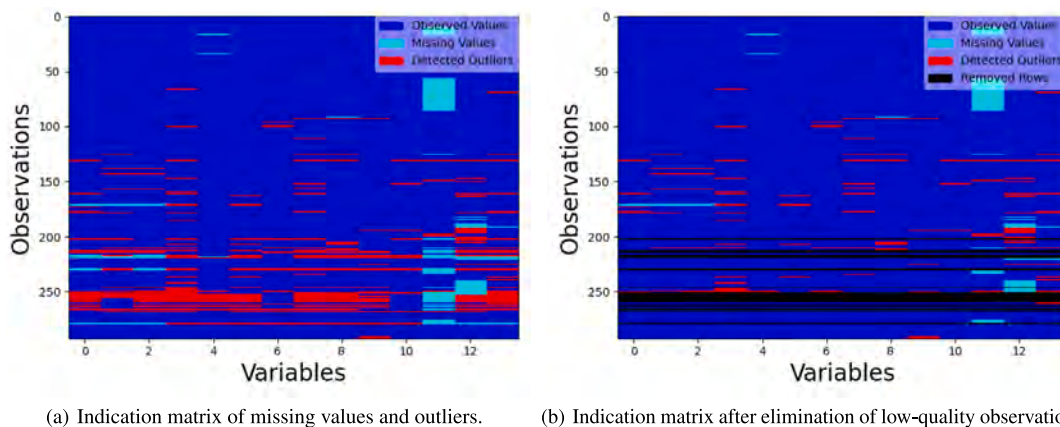 0
50
100
150
200
250
Observations
Observed Values
Missing Values
Detected Outliers
0 2 4 6 8 10 12
Variables
0
50
100
150
200
250
Observations
Observed Values
Missing Values
Detected Outliers
Removed Rows
0 2 4 6 8 10 12
Variables
(a) Indication matrix of missing values and outliers.
(b) Indication matrix after elimination of low-quality observatio